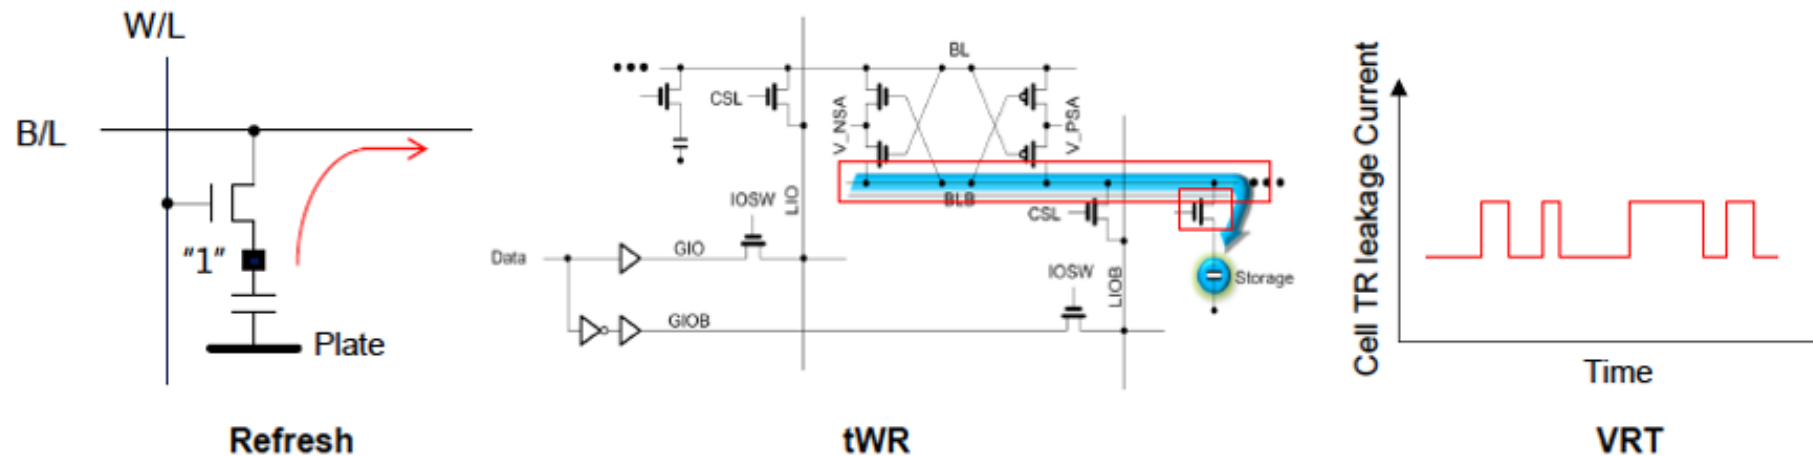 W/L
B/L
"1"
Plate
Refresh
BL
CSL
V_NSA
V_PSA
BLB
CSL
LIO
IOSW
Data
GIO
IOSW
LIOB
Storage
GIOB
tWR
Cell TR leakage Current
Time
VRT